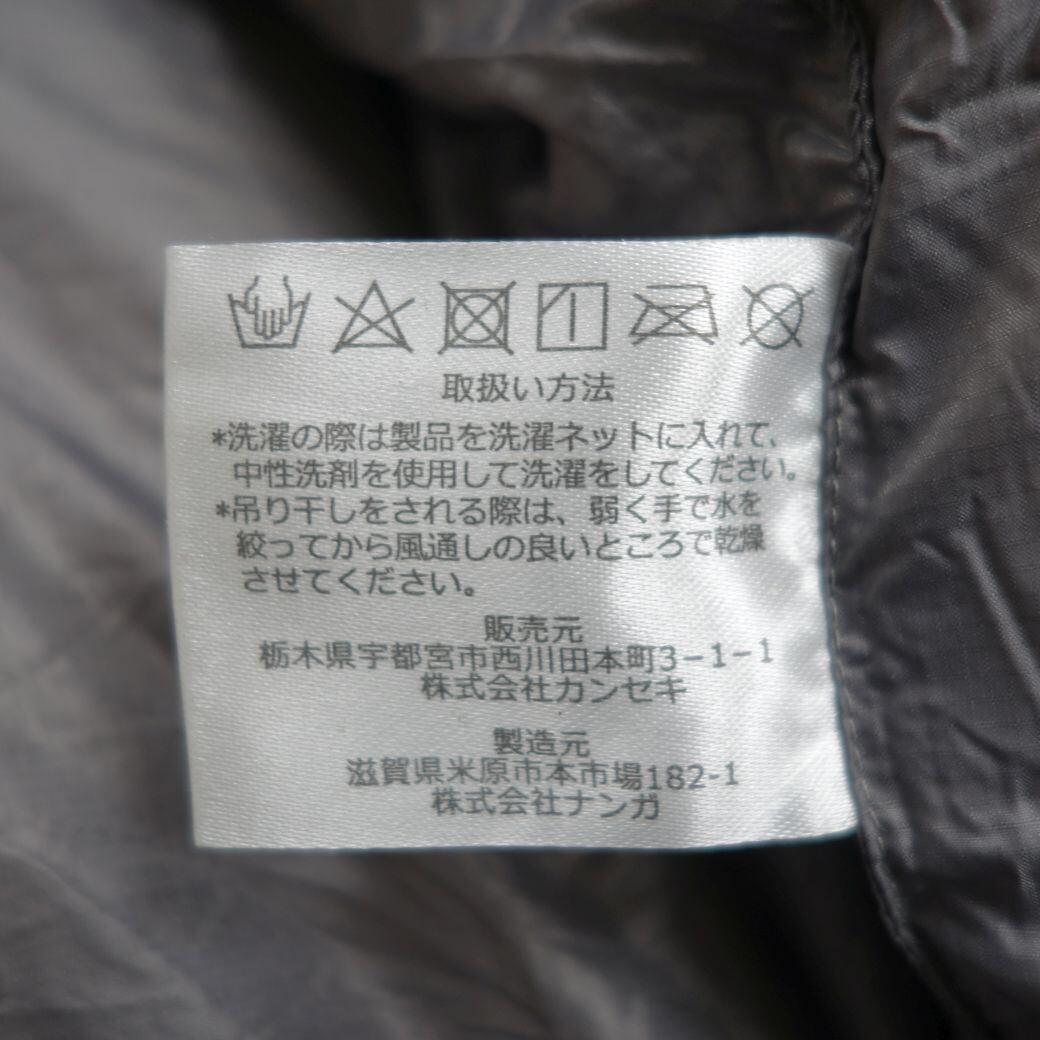 取扱い方法
*洗濯の際は製品を洗濯ネットに入れて、
中性洗剤を使用して洗濯をしてください。
*吊り干しをされる際は、弱く手で水を
絞ってから風通しの良いところで乾燥
させてください。
販売元
栃木県宇都宮市西川田本町3-1-1
株式会社カンセキ
製造元
滋賀県米原市本市場182-1
株式会社ナンガ